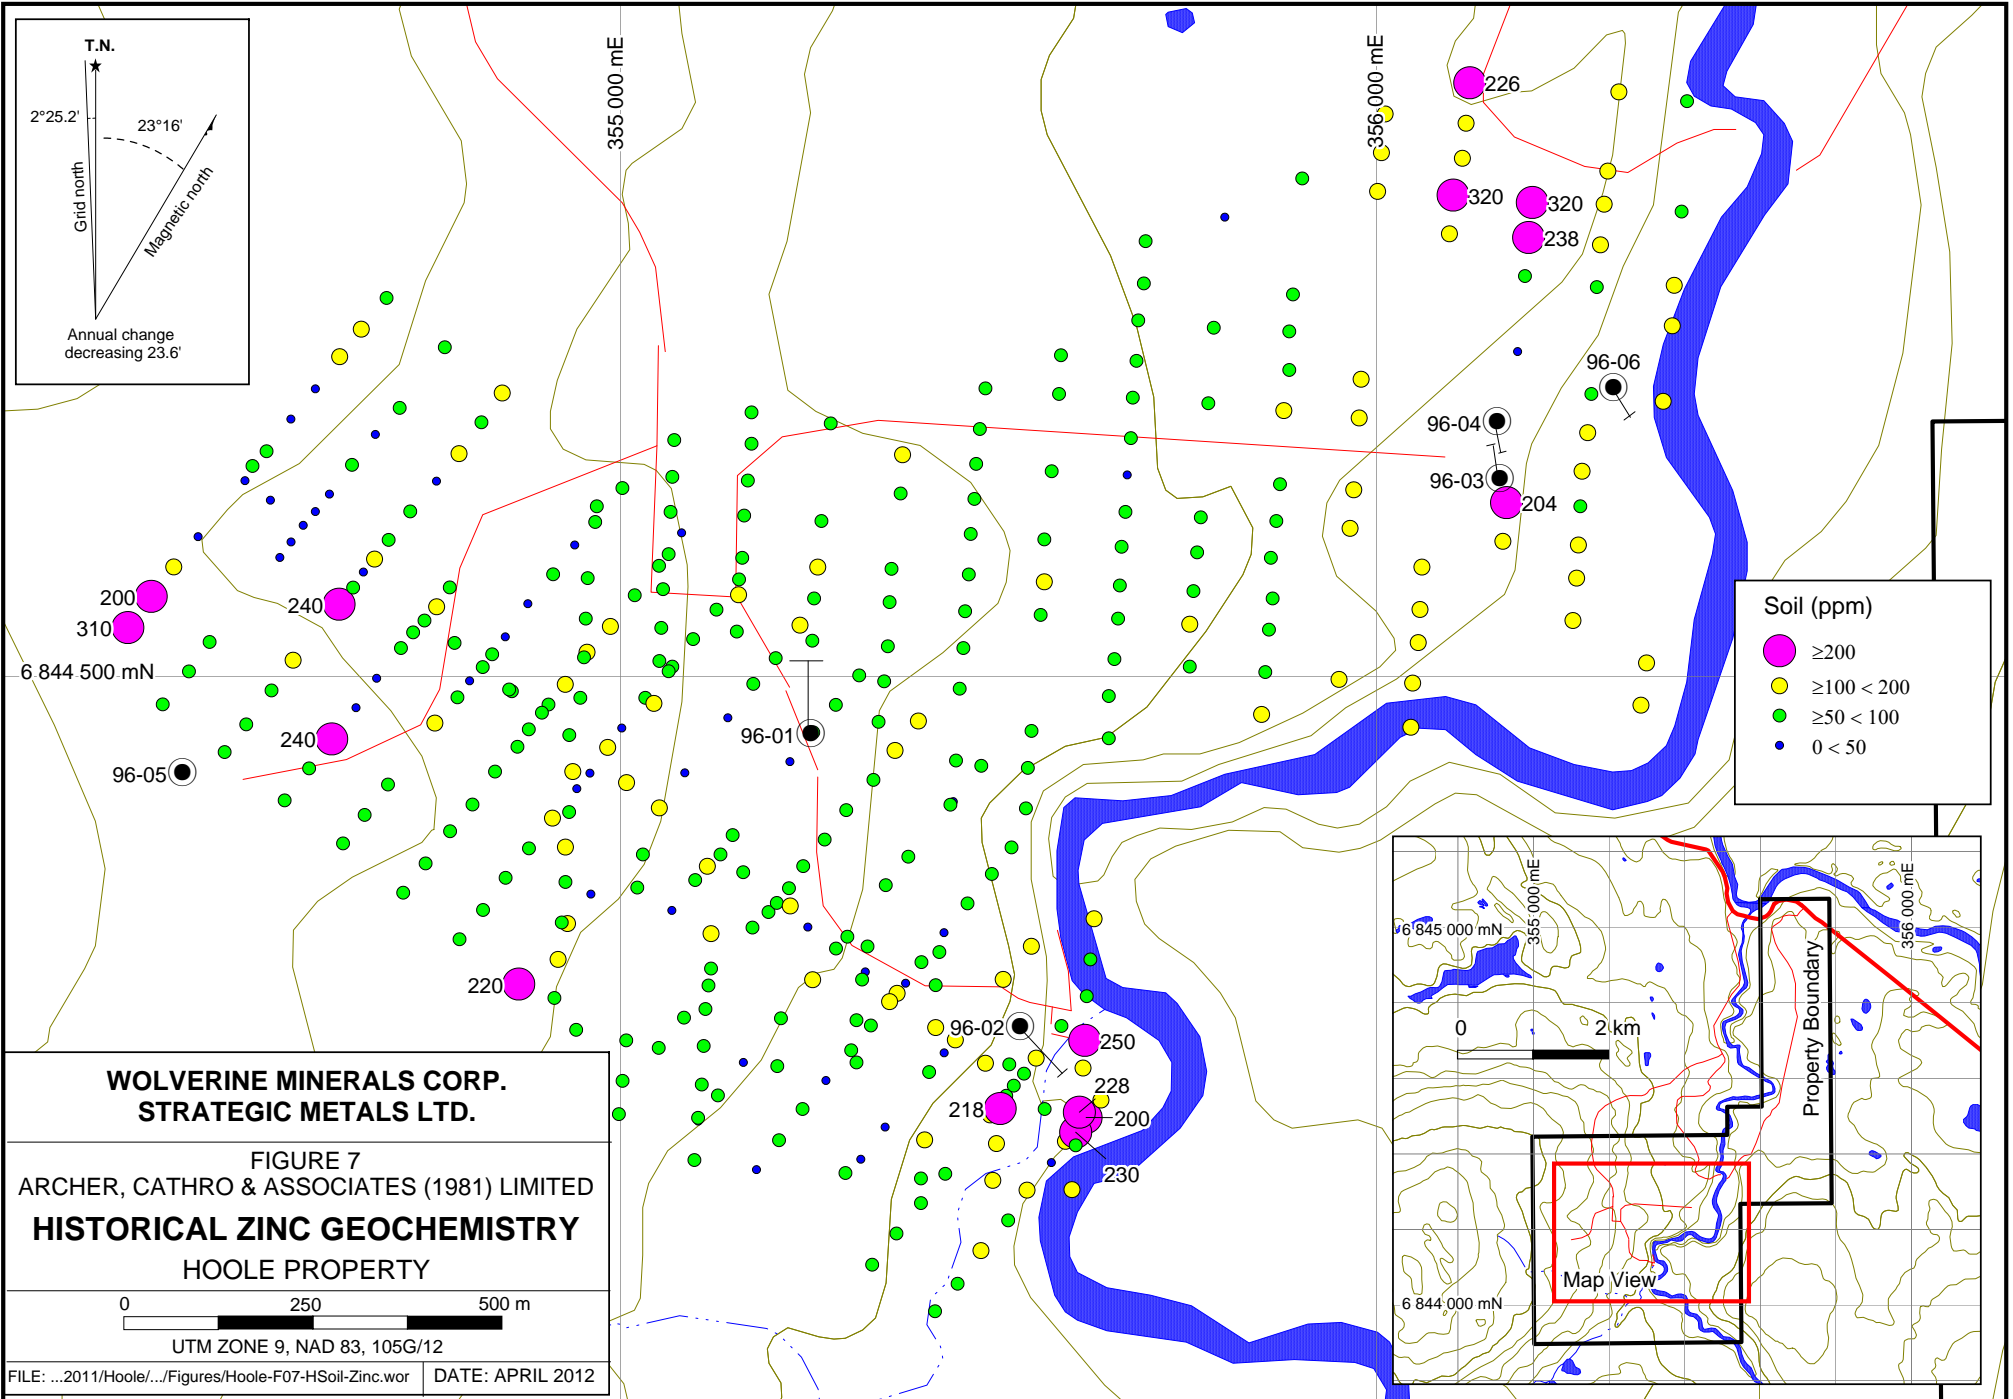 T.N.
2°25.2'
23°16'
Grid north
Magnetic north
Annual change
decreasing 23.6'
355 000 mE
356 000 mE
226
320
320
238
96-06
96-04
96-03
204
200
310
240
6 844 500 mN
240
96-05
96-01
220
96-02
250
228
218
200
230
Soil (ppm)
≥200
≥100 < 200
≥50 < 100
0 < 50
355 000 mE
356 000 mE
6 845 000 mN
0 2 km
Property Boundary
Map View
6 844 000 mN
WOLVERINE MINERALS CORP.
STRATEGIC METALS LTD.
FIGURE 7
ARCHER, CATHRO & ASSOCIATES (1981) LIMITED
HISTORICAL ZINC GEOCHEMISTRY
HOOLE PROPERTY
0 250 500 m
UTM ZONE 9, NAD 83, 105G/12
FILE: ...2011/Hoole/.../Figures/Hoole-F07-HSoil-Zinc.wor
DATE: APRIL 2012